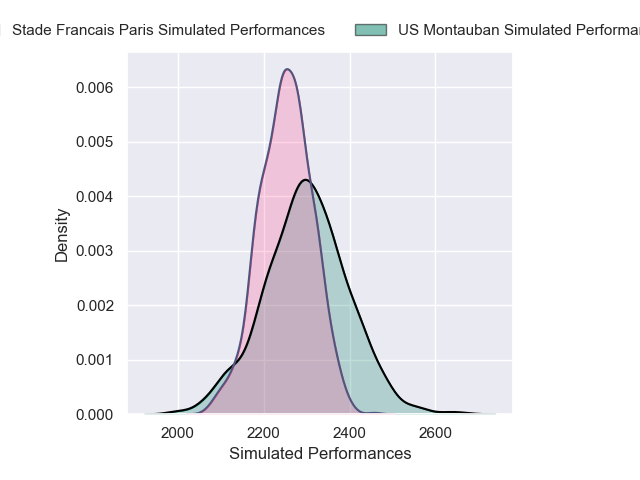 Stade Francais Paris Simulated Performances US Montauban Simulated
0.006
0.005
0.004
0.003
0.002
0.001
0.000
Density
2000 2200 2400 2600
Simulated Performances